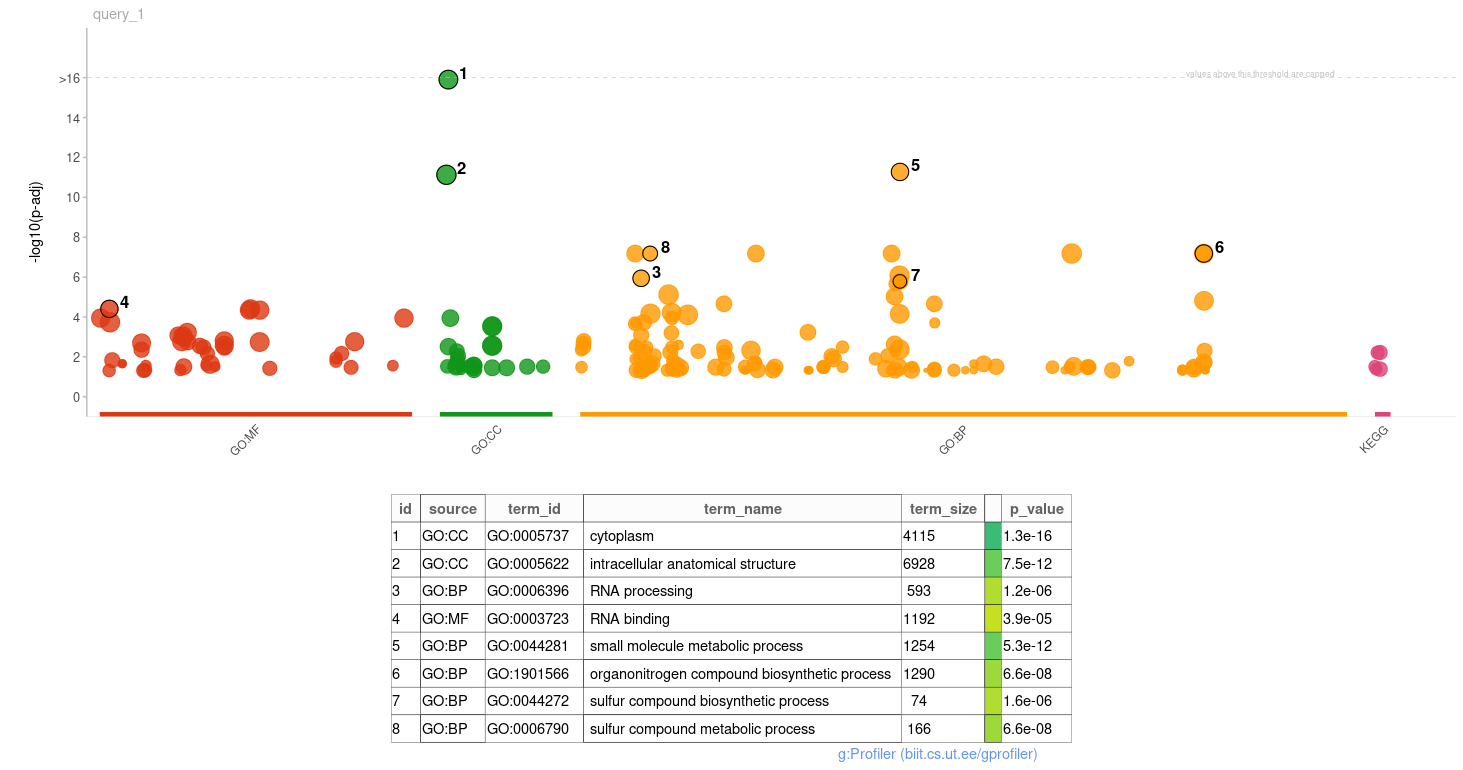 query_1
>16
values above this threshold are capped
14
12
10
8
6
4
2
0
-log10(p-adj)
1
2
3
4
5
6
7
8
GO:MF
GO:CC
GO:BP
KEGG
id source term_id term_name term_size p_value
1 GO:CC GO:0005737 cytoplasm 4115 1.3e-16
2 GO:CC GO:0005622 intracellular anatomical structure 6928 7.5e-12
3 GO:BP GO:0006396 RNA processing 593 1.2e-06
4 GO:MF GO:0003723 RNA binding 1192 3.9e-05
5 GO:BP GO:0044281 small molecule metabolic process 1254 5.3e-12
6 GO:BP GO:1901566 organonitrogen compound biosynthetic process 1290 6.6e-08
7 GO:BP GO:0044272 sulfur compound biosynthetic process 74 1.6e-06
8 GO:BP GO:0006790 sulfur compound metabolic process 166 6.6e-08
g:Profiler (biit.cs.ut.ee/gprofiler)